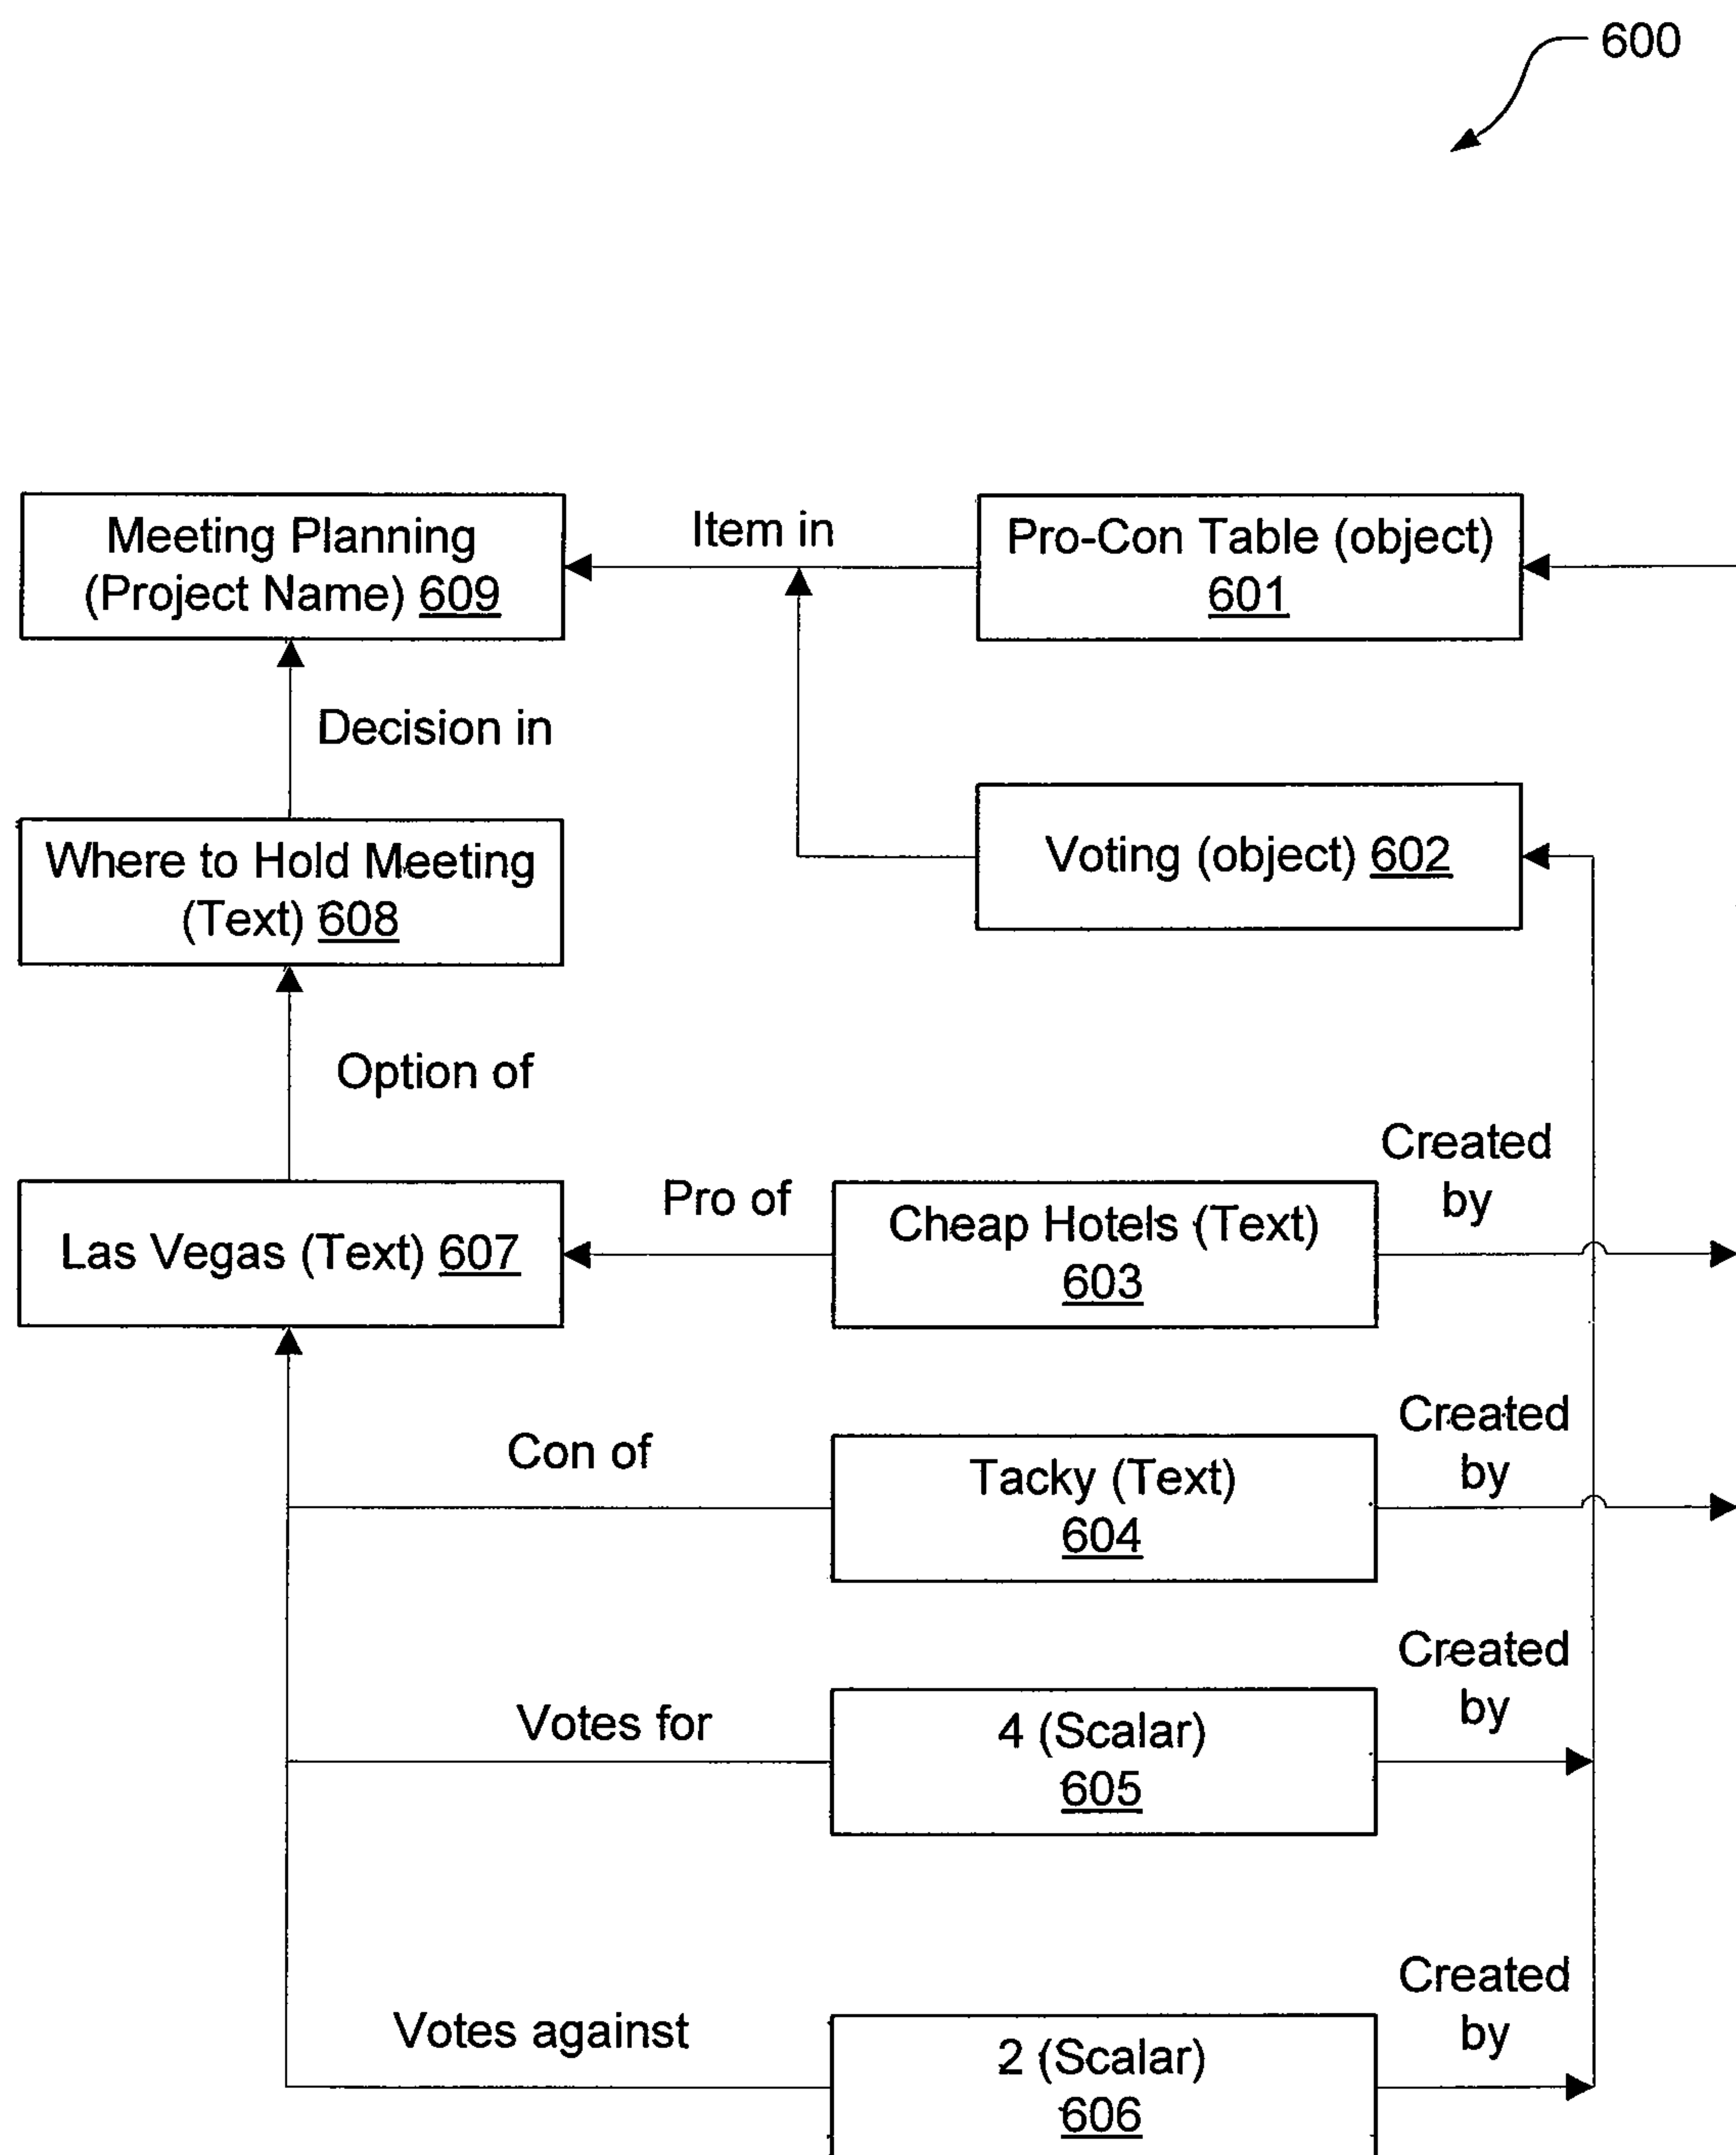 600
Meeting Planning
(Project Name) 609
Item in
Pro-Con Table (object)
601
Decision in
Where to Hold Meeting
(Text) 608
Voting (object) 602
Option of
Las Vegas (Text) 607
Pro of
Cheap Hotels (Text)
603
Created
by
Con of
Tacky (Text)
604
Created
by
Votes for
4 (Scalar)
605
Created
by
Votes against
2 (Scalar)
606
Created
by